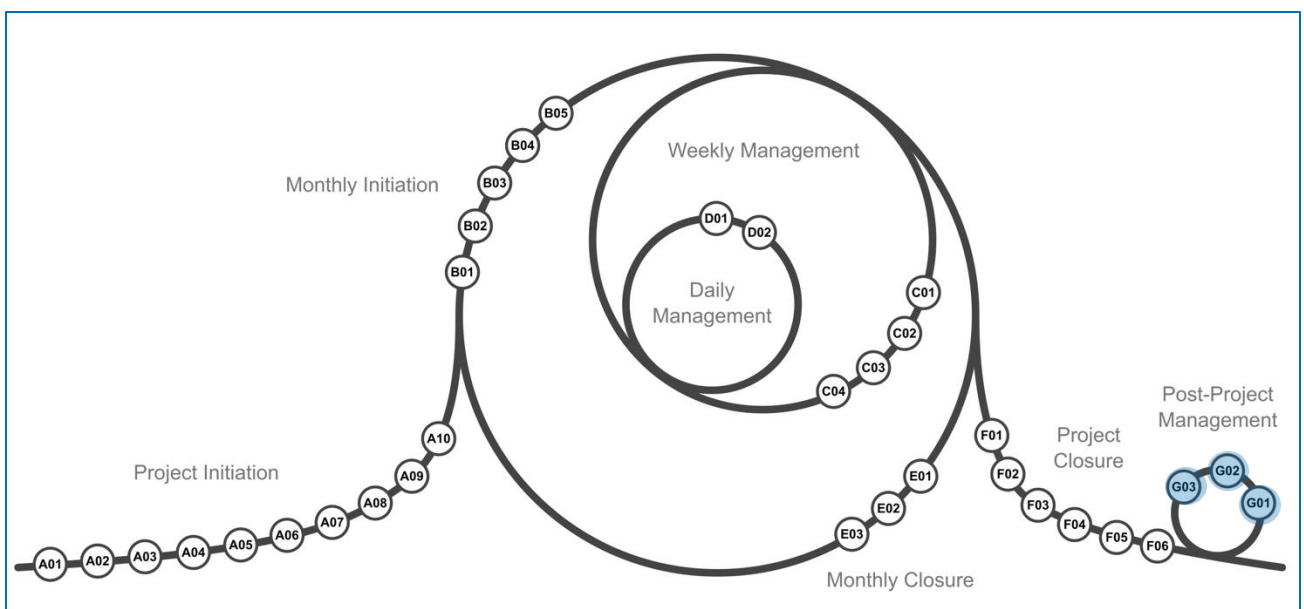 B05
B04
B03
B02
B01
Monthly Initiation
Weekly Management
D01
D02
Daily
Management
C01
C02
C03
C04
A10
A09
A08
A07
A06
A05
A04
A03
A02
A01
Project Initiation
E01
E02
E03
Monthly Closure
F01
F02
F03
F04
F05
F06
Project
Closure
Post-Project
Management
G03
G02
G01